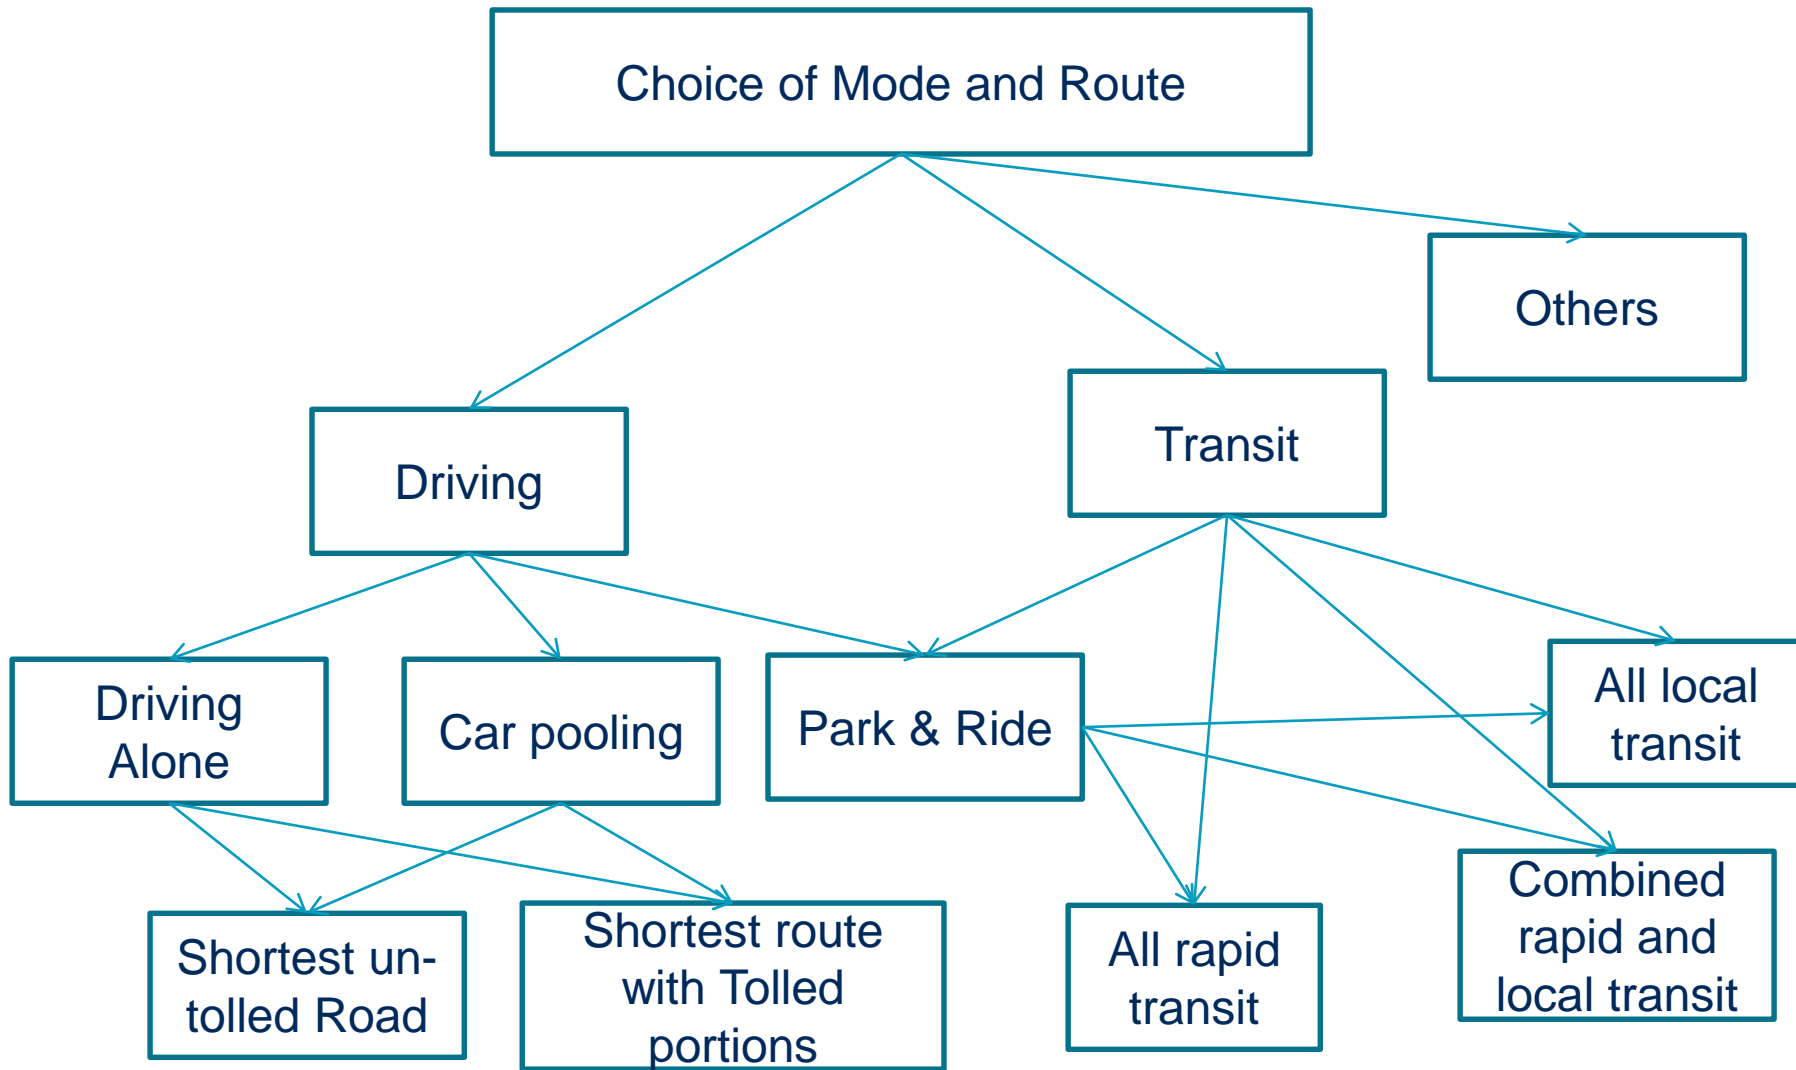 Choice of Mode and Route
Others
Transit
Driving
Driving
Alone
Car pooling
Park & Ride
All local
transit
Shortest un-
tolled Road
Shortest route
with Tolled
portions
All rapid
transit
Combined
rapid and
local transit